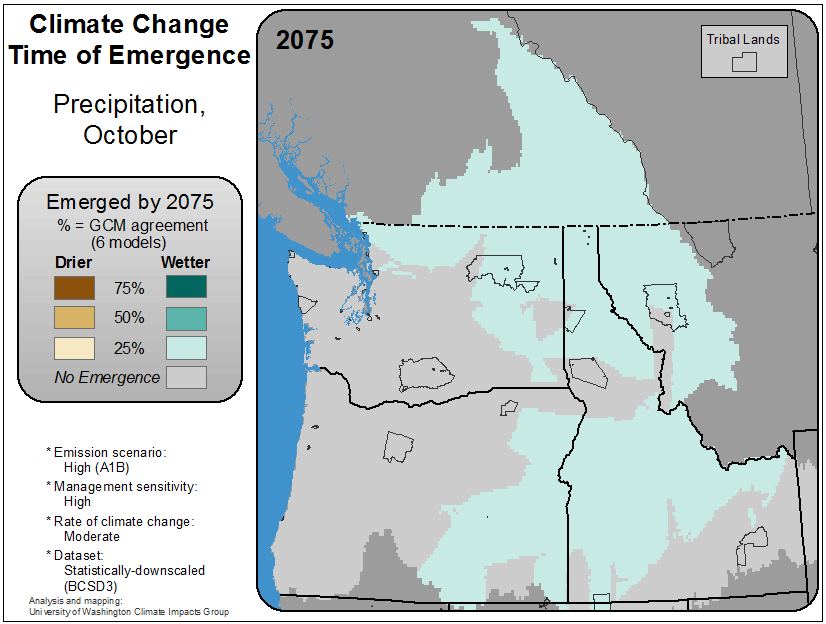 Climate Change
Time of Emergence
Precipitation,
October
Emerged by 2075
% = GCM agreement
(6 models)
Drier Wetter
75%
50%
25%
No Emergence
* Emission scenario:
High (A1B)
* Management sensitivity:
High
* Rate of climate change:
Moderate
* Dataset:
Statistically-downscaled
(BCSD3)
Analysis and mapping:
University of Washington Climate Impacts Group
2075
Tribal Lands